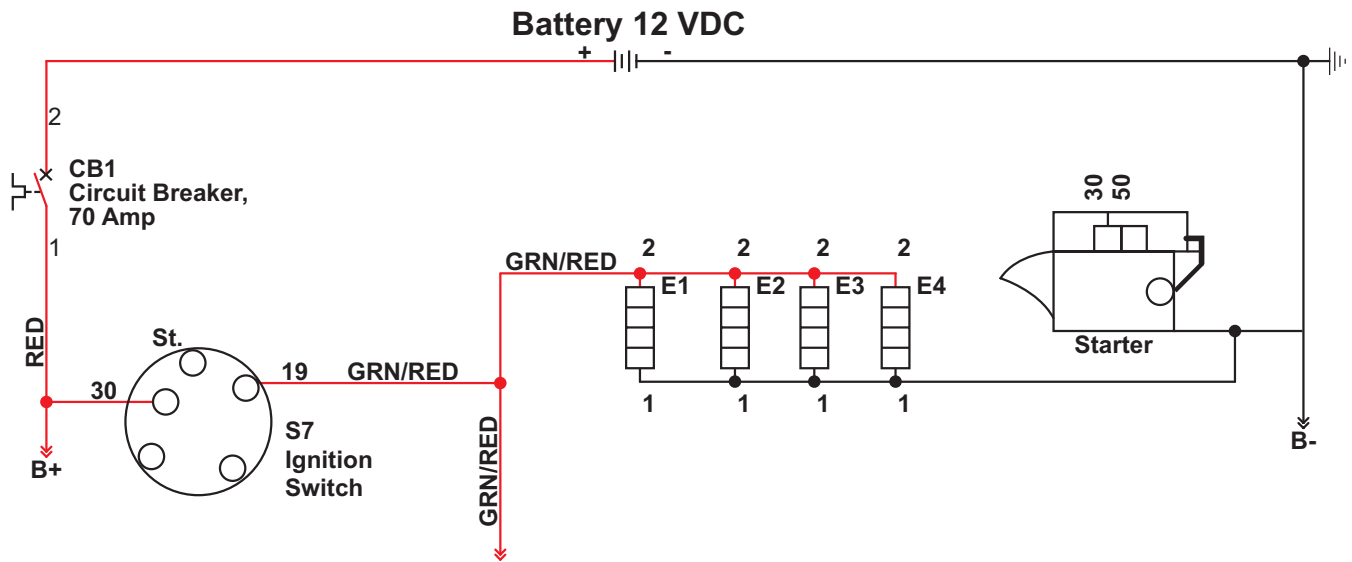 Battery 12 VDC
+ -
2
CB1
Circuit Breaker,
70 Amp
1
RED
30
B+
St.
19
GRN/RED
S7
Ignition
Switch
GRN/RED
GRN/RED
2 2 2 2
E1 E2 E3 E4
1 1 1 1
30
50
Starter
B-